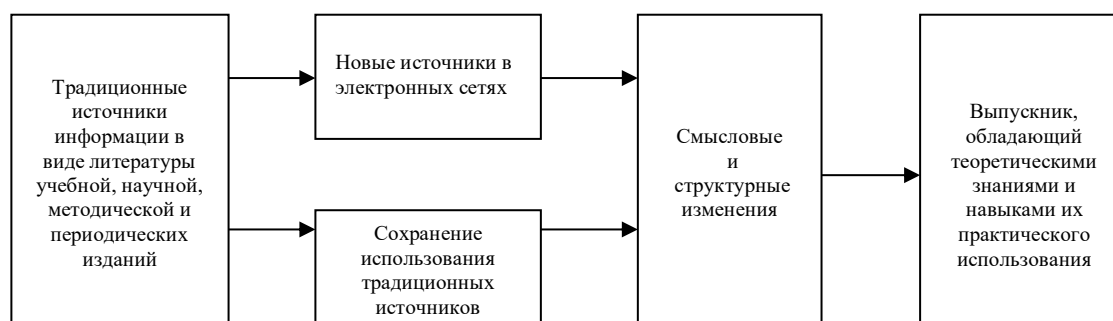 Традиционные
источники
информации в
виде литературы
учебной, научной,
методической и
периодических
изданий
Новые источники в
электронных сетях
Сохранение
использования
традиционных
источников
Смысловые
и
структурные
изменения
Выпускник,
обладающий
теоретическими
знаниями и
навыками их
практического
использования